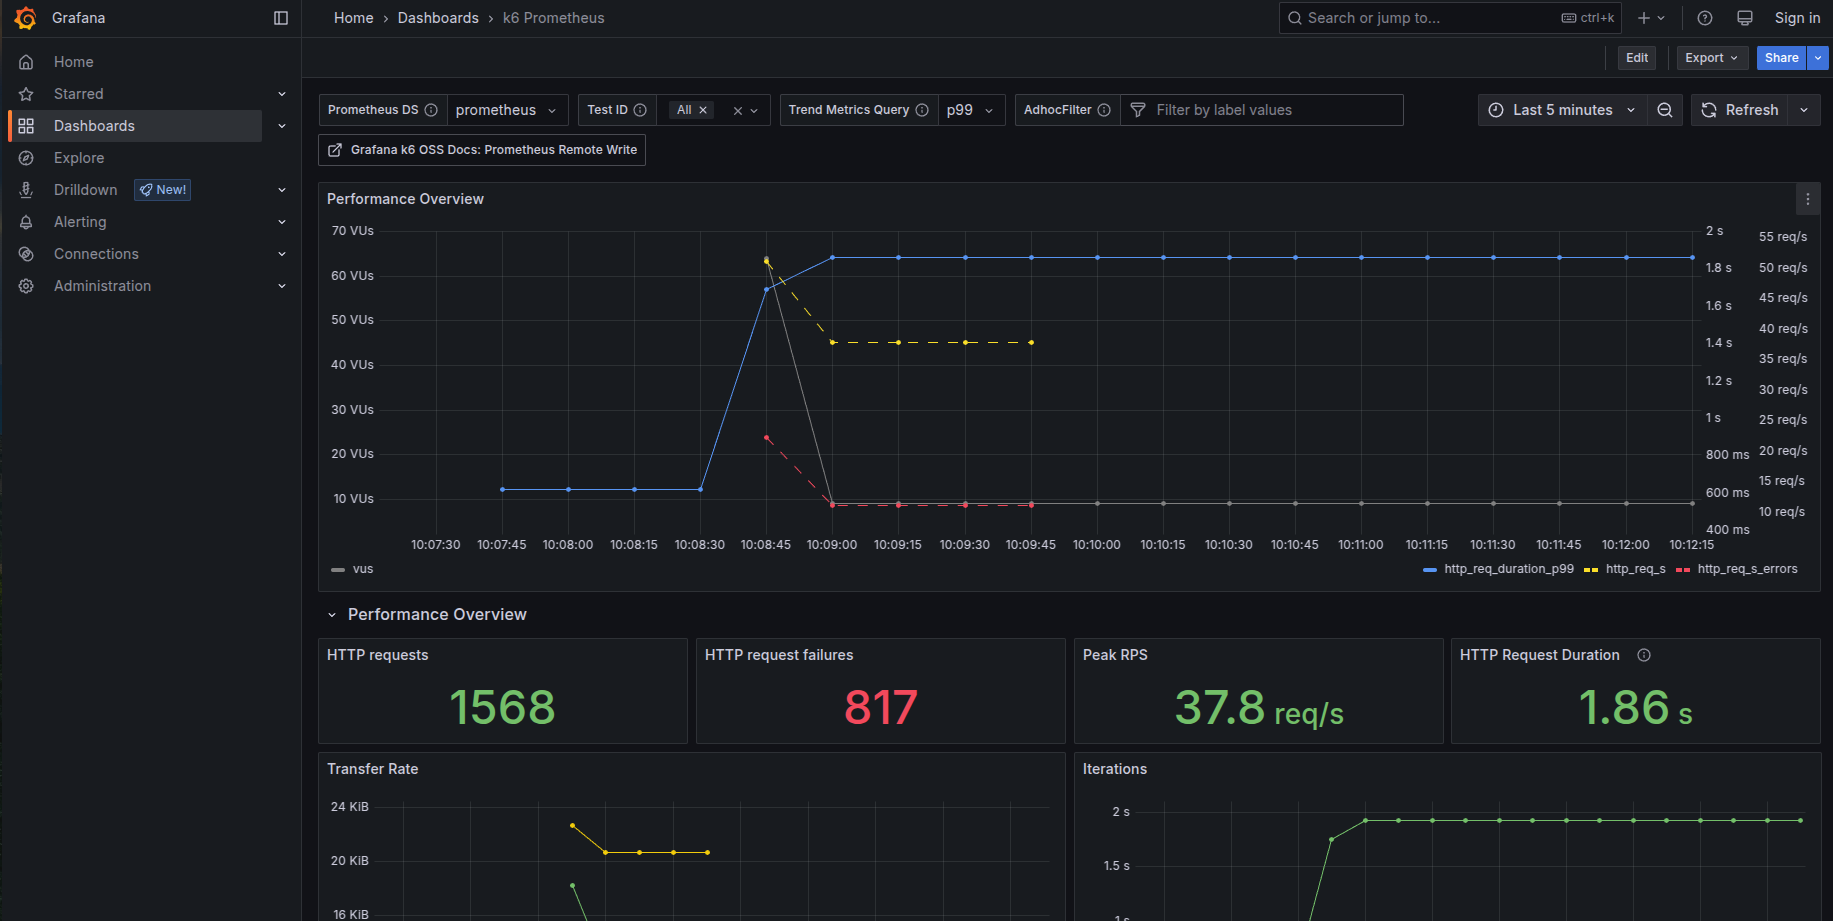 Grafana
Home › Dashboards › k6 Prometheus
Search or jump to... ctrl+k
Sign in
Edit
Export
Share
Home
Starred
Dashboards
Explore
Drilldown New!
Alerting
Connections
Administration
Prometheus DS prometheus
Test ID All
Trend Metrics Query p99
AdhocFilter Filter by label values
Last 5 minutes
Refresh
Grafana k6 OSS Docs: Prometheus Remote Write
Performance Overview
70 VUs
60 VUs
50 VUs
40 VUs
30 VUs
20 VUs
10 VUs
2 s
1.8 s
1.6 s
1.4 s
1.2 s
1 s
800 ms
600 ms
400 ms
55 req/s
50 req/s
45 req/s
40 req/s
35 req/s
30 req/s
25 req/s
20 req/s
15 req/s
10 req/s
10:07:30 10:07:45 10:08:00 10:08:15 10:08:30 10:08:45 10:09:00 10:09:15 10:09:30 10:09:45 10:10:00 10:10:15 10:10:30 10:10:45 10:11:00 10:11:15 10:11:30 10:11:45 10:12:00 10:12:15
vus
http_req_duration_p99 http_req_s http_req_s_errors
Performance Overview
HTTP requests
1568
HTTP request failures
817
Peak RPS
37.8 req/s
HTTP Request Duration
1.86 s
Transfer Rate
24 KiB
20 KiB
16 KiB
Iterations
2 s
1.5 s
1 s